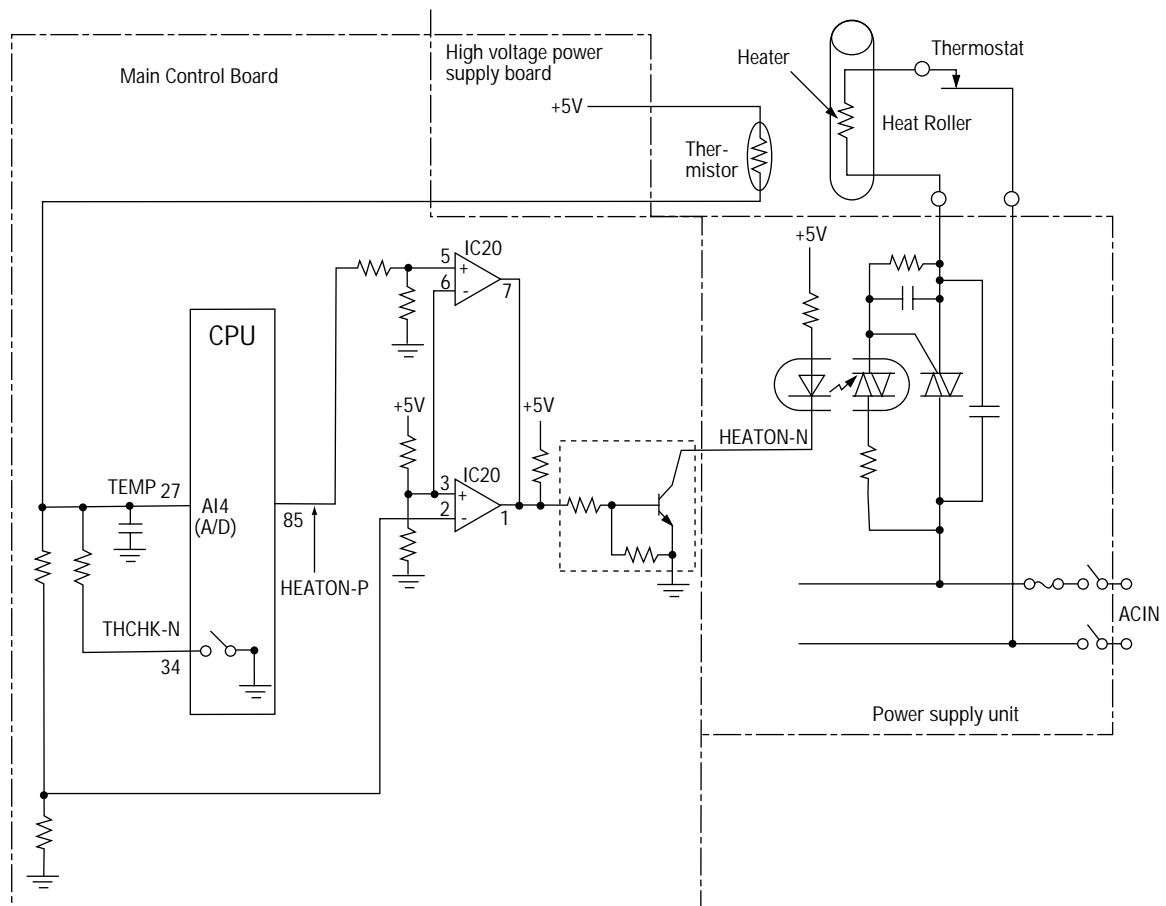 Main Control Board
High voltage power
supply board
+5V
Ther-
mistor
Heater
Thermostat
Heat Roller
+5V
IC20
5
+
6
-
7
CPU
+5V
+5V
IC20
3
+
2
-
1
HEATON-N
TEMP 27
AI4
(A/D)
85
HEATON-P
THCHK-N
34
ACIN
Power supply unit